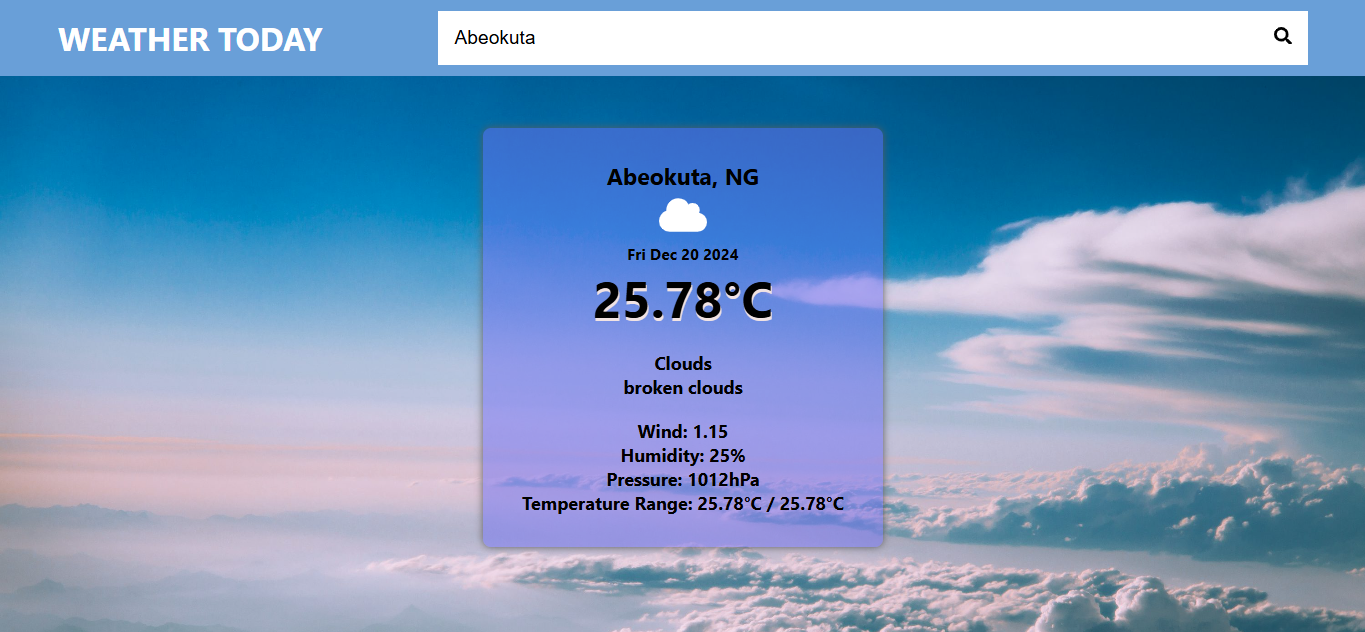 WEATHER TODAY
Abeokuta
Abeokuta, NG
Fri Dec 20 2024
25.78°C
Clouds
broken clouds
Wind: 1.15
Humidity: 25%
Pressure: 1012hPa
Temperature Range: 25.78°C / 25.78°C